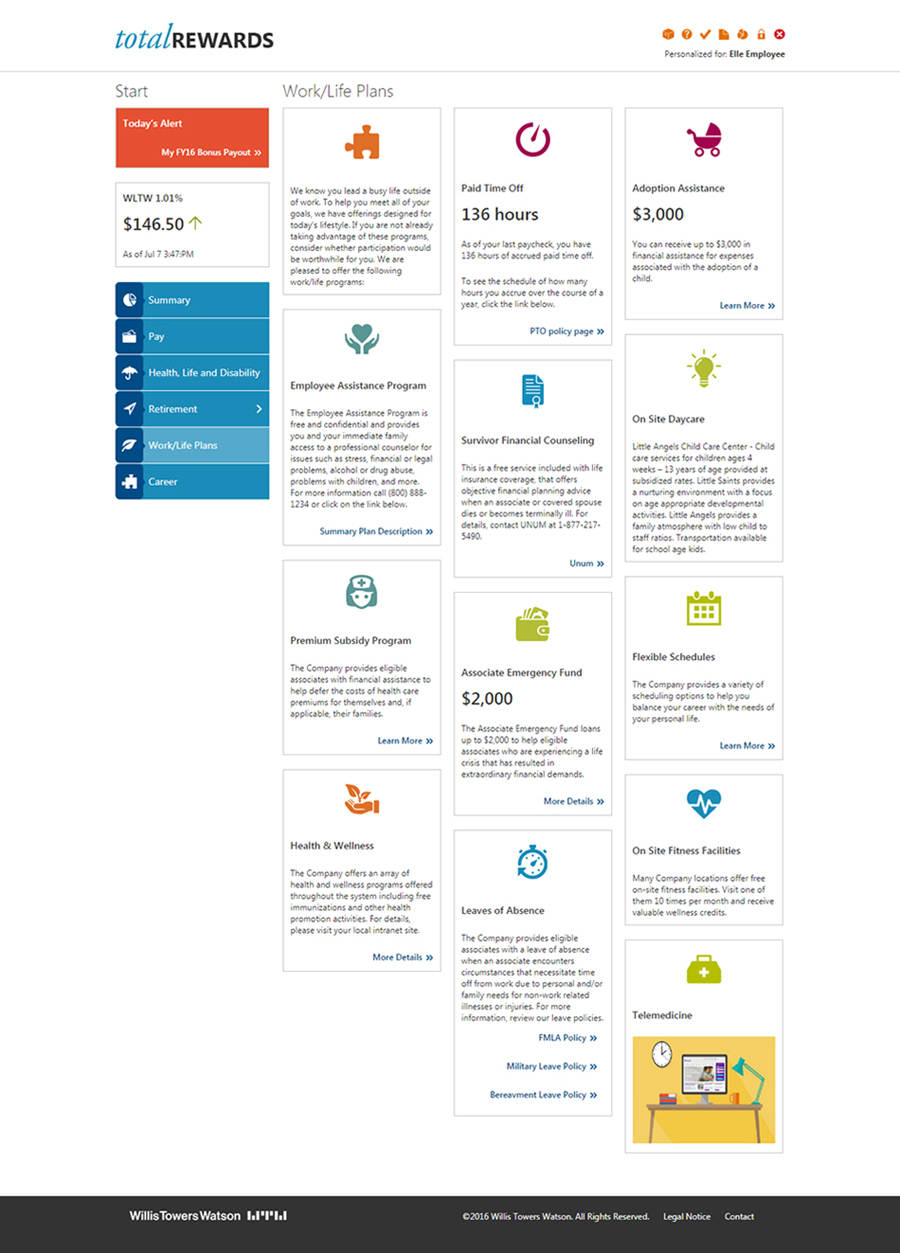 totalREWARDS
Personalized for: Elle Employee
Start
Today's Alert
My FY16 Bonus Payout »
WLTW 1.01%
$146.50
As of Jul 7 3:47:PM
Summary
Pay
Health, Life and Disability
Retirement
Work/Life Plans
Career
Work/Life Plans
We know you lead a busy life outside
of work. To help you meet all of your
goals, we have offerings designed for
today's lifestyle. If you are not already
taking advantage of these programs,
consider whether participation would
be worthwhile for you. We are
pleased to offer the following
work/life programs:
Employee Assistance Program
The Employee Assistance Program is
free and confidential and provides
you and your immediate family
access to a professional counselor for
issues such as stress, financial or legal
problems, alcohol or drug abuse,
problems with children, and more.
For more information call (800) 888-
1234 or click on the link below.
Summary Plan Description »
Premium Subsidy Program
The Company provides eligible
associates with financial assistance to
help defer the costs of health care
premiums for themselves and, if
applicable, their families.
Learn More »
Health & Wellness
The Company offers an array of
health and wellness programs offered
throughout the system including free
immunizations and other health
promotion activities. For details,
please visit your local intranet site.
More Details »
Paid Time Off
136 hours
As of your last paycheck, you have
136 hours of accrued paid time off.
To see the schedule of how many
hours you accrue over the course of a
year, click the link below.
PTO policy page »
Survivor Financial Counseling
This is a free service included with life
insurance coverage, that offers
objective financial planning advice
when an associate or covered spouse
dies or becomes terminally ill. For
details, contact UNUM at 1-877-217-
5490.
Unum »
Associate Emergency Fund
$2,000
The Associate Emergency Fund loans
up to $2,000 to help eligible
associates who are experiencing a life
crisis that has resulted in
extraordinary financial demands.
More Details »
Leaves of Absence
The Company provides eligible
associates with a leave of absence
when an associate encounters
circumstances that necessitate time
off from work due to personal and/or
family needs for non-work related
illnesses or injuries. For more
information, review our leave policies.
FMLA Policy »
Military Leave Policy »
Bereavment Leave Policy »
Adoption Assistance
$3,000
You can receive up to $3,000 in
financial assistance for expenses
associated with the adoption of a
child.
Learn More »
On Site Daycare
Little Angels Child Care Center - Child
care services for children ages 4
weeks – 13 years of age provided at
subsidized rates. Little Saints provides
a nurturing environment with a focus
on age appropriate developmental
activities. Little Angels provides a
family atmosphere with low child to
staff ratios. Transportation available
for school age kids.
Flexible Schedules
The Company provides a variety of
scheduling options to help you
balance your career with the needs of
your personal life.
Learn More »
On Site Fitness Facilities
Many Company locations offer free
on-site fitness facilities. Visit one of
them 10 times per month and receive
valuable wellness credits.
Telemedicine
Willis Towers Watson
©2016 Willis Towers Watson. All Rights Reserved. Legal Notice Contact